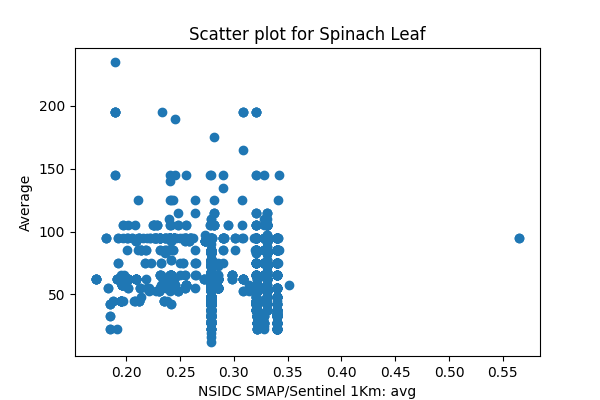 Scatter plot for Spinach Leaf
200
150
100
50
Average
0.20 0.25 0.30 0.35 0.40 0.45 0.50 0.55
NSIDC SMAP/Sentinel 1Km: avg